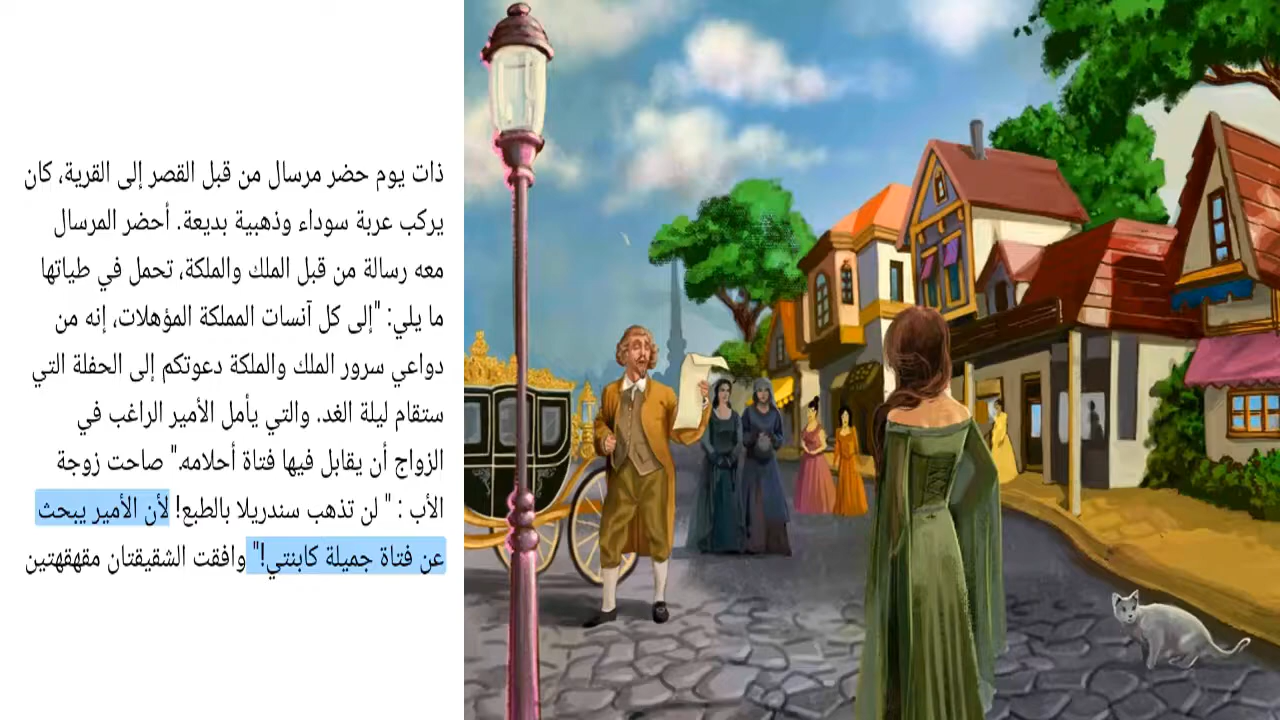 ذات يوم حضر مرسال من قبل القصر إلى القرية، كان
يركب عربة سوداء وذهبية بديعة. أحضر المرسال
معه رسالة من قبل الملك والملكة، تحمل في طياتها
ما يلي: "إلى كل آنسات المملكة المؤهلات، إنه من
دواعي سرور الملك والملكة دعوتكم إلى الحفلة التي
ستقام ليلة الغد. والتي يأمل الأمير الراغب في
الزواج أن يقابل فيها فتاة أحلامه." صاحت زوجة
الأب : " لن تذهب سندريلا بالطبع! لأن الأمير يبحث
عن فتاة جميلة كابنتي!" وافقت الشقيقتان مقهقهتين